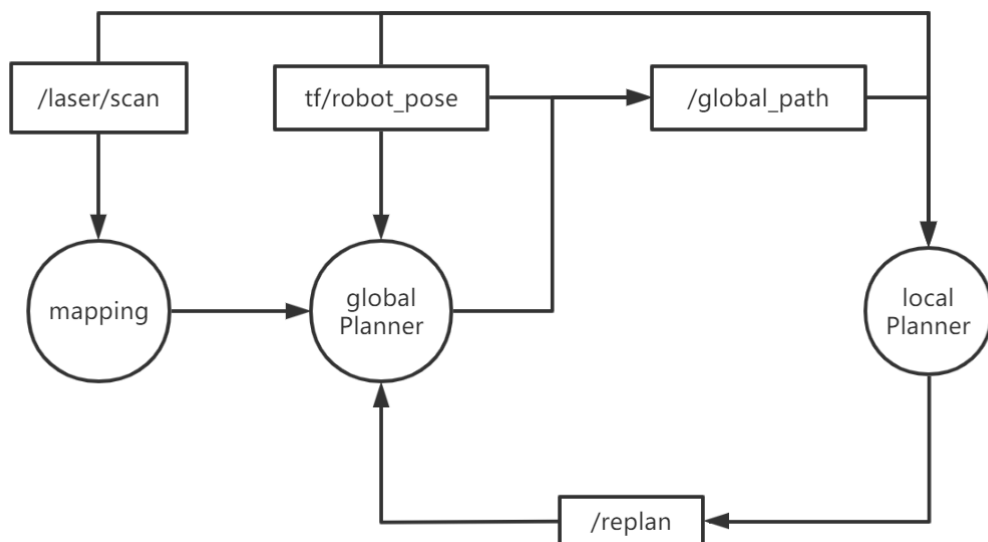 /laser/scan
tf/robot_pose
/global_path
mapping
global
Planner
local
Planner
/replan